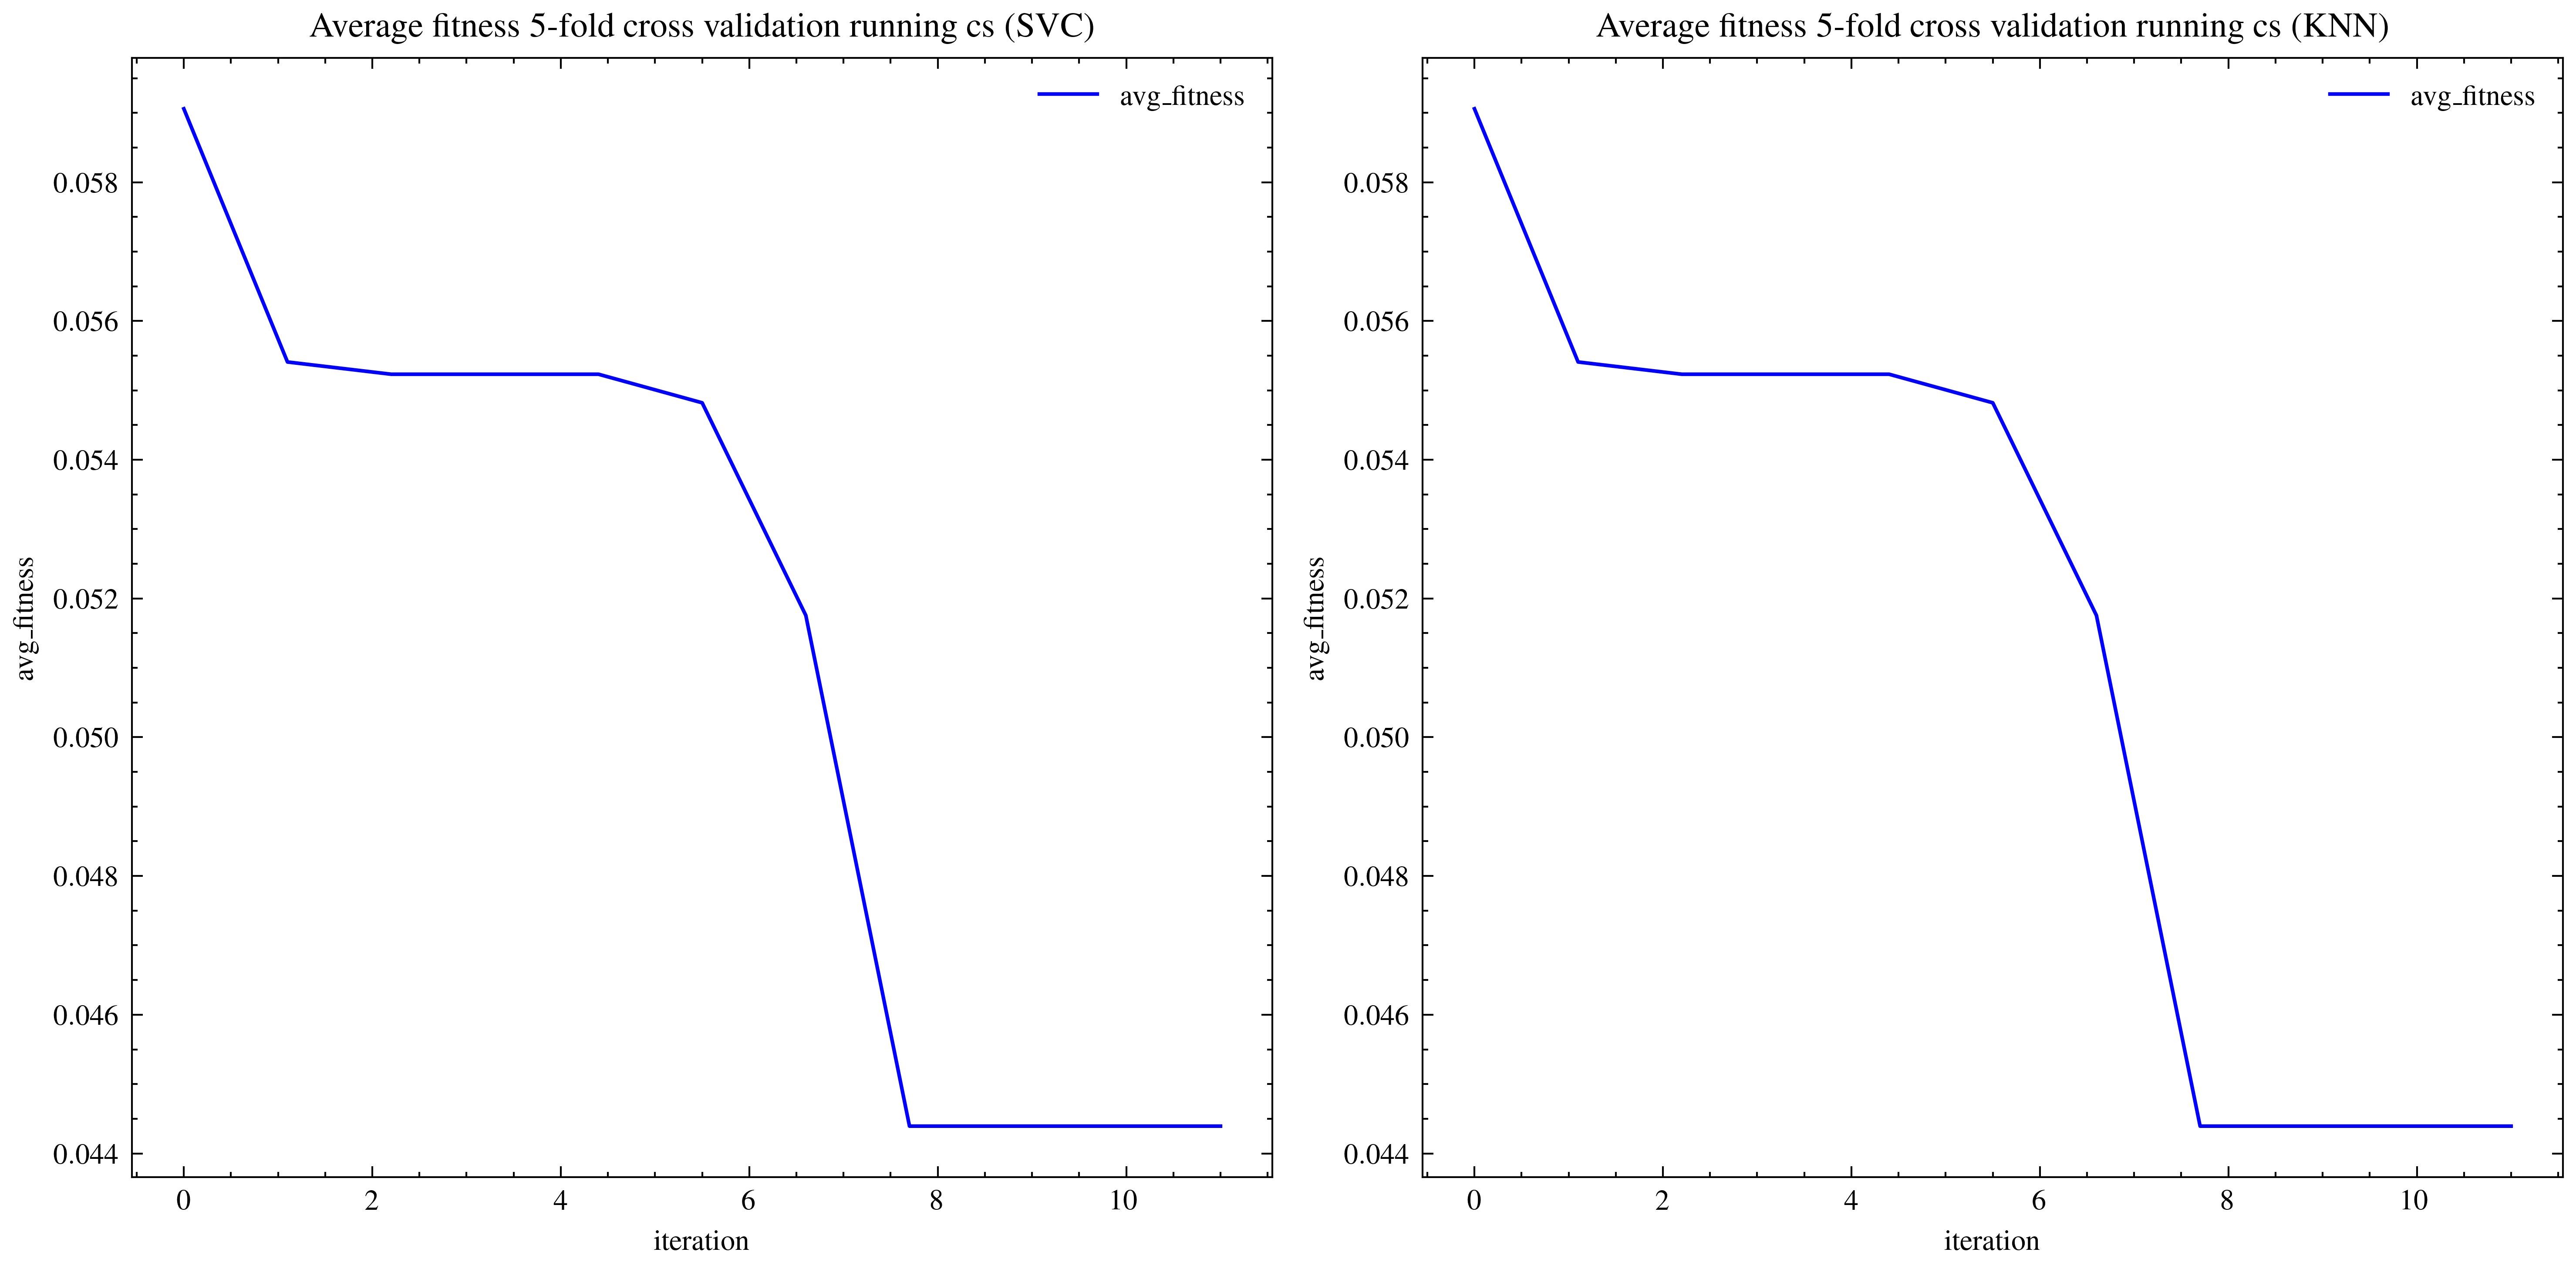 Average fitness 5-fold cross validation running cs (SVC)
avg_fitness
0.058
0.056
0.054
0.052
0.050
0.048
0.046
0.044
avg_fitness
0 2 4 6 8 10
iteration
Average fitness 5-fold cross validation running cs (KNN)
avg_fitness
0.058
0.056
0.054
0.052
0.050
0.048
0.046
0.044
avg_fitness
0 2 4 6 8 10
iteration